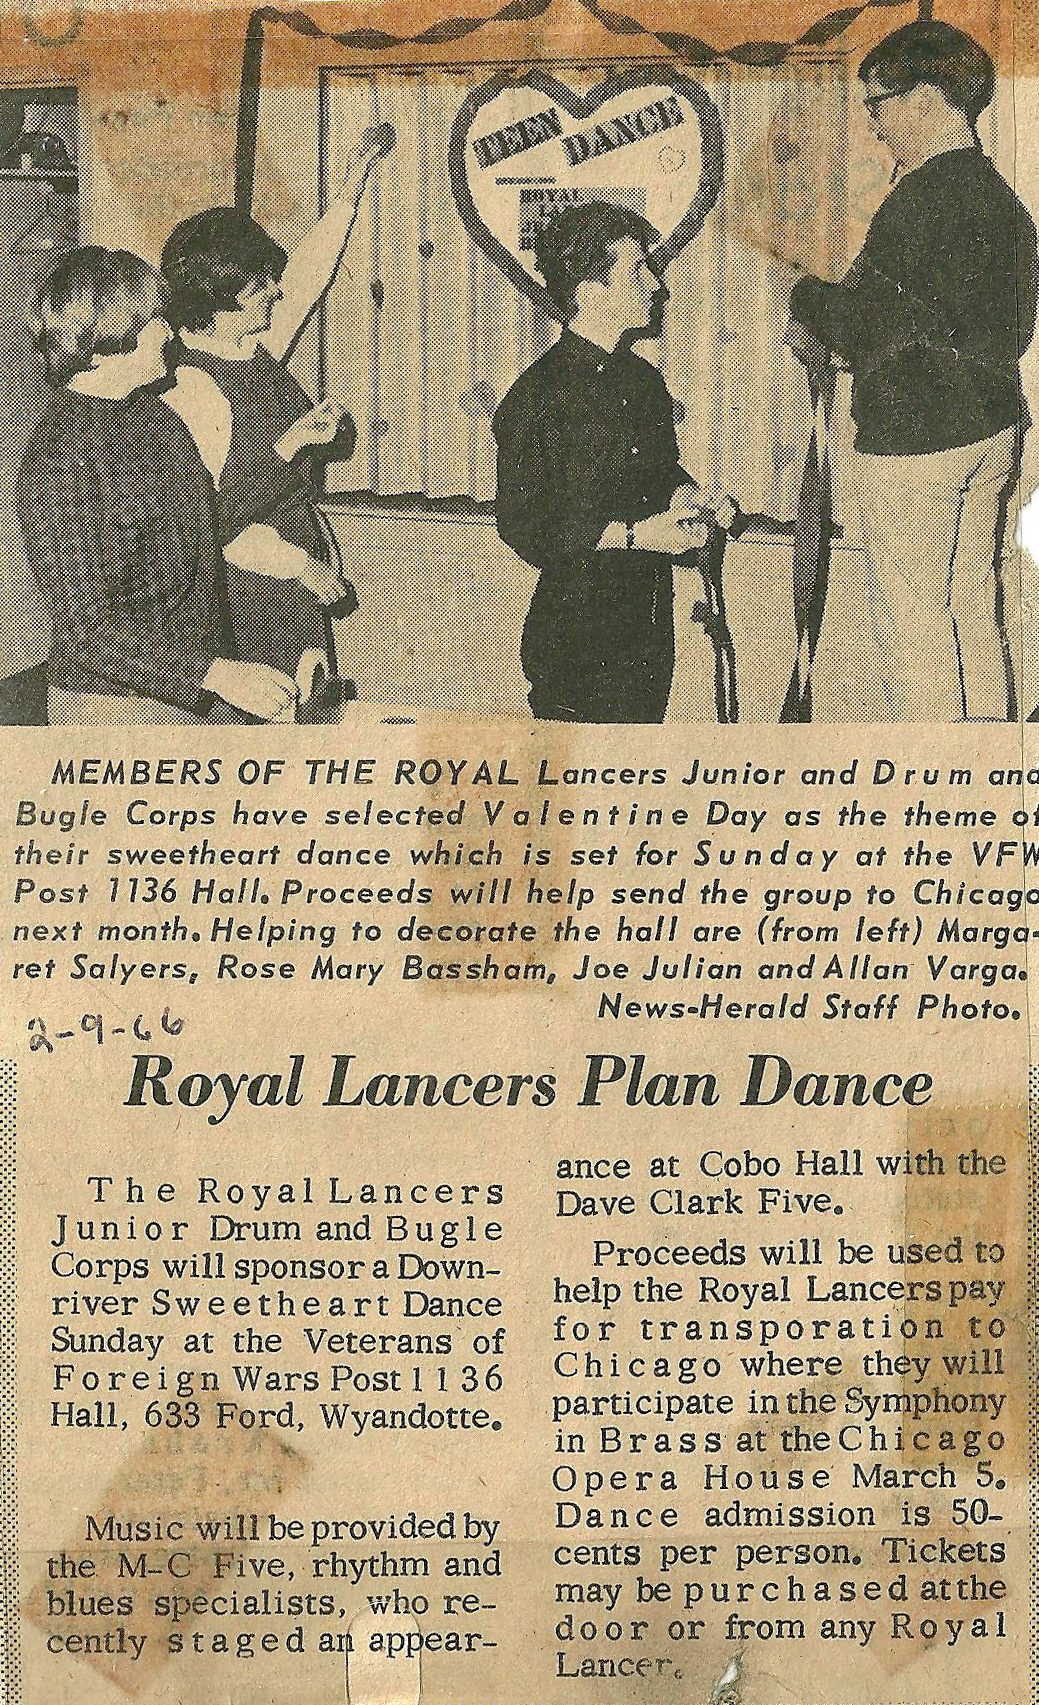 TEEN DANCE
ROYAL
MEMBERS OF THE ROYAL Lancers Junior and Drum and
Bugle Corps have selected Valentine Day as the theme of
their sweetheart dance which is set for Sunday at the VFW
Post 1136 Hall. Proceeds will help send the group to Chicago
next month. Helping to decorate the hall are (from left) Marga-
ret Salyers, Rose Mary Bassham, Joe Julian and Allan Varga.
News-Herald Staff Photo.
2-9-66
Royal Lancers Plan Dance
The Royal Lancers
Junior Drum and Bugle
Corps will sponsor a Down-
river Sweetheart Dance
Sunday at the Veterans of
Foreign Wars Post 1136
Hall, 633 Ford, Wyandotte.
Music will be provided by
the M-C Five, rhythm and
blues specialists, who re-
cently staged an appear-
ance at Cobo Hall with the
Dave Clark Five.
Proceeds will be used to
help the Royal Lancers pay
for transporation to
Chicago where they will
participate in the Symphony
in Brass at the Chicago
Opera House March 5.
Dance admission is 50-
cents per person. Tickets
may be purchased at the
door or from any Royal
Lancer.